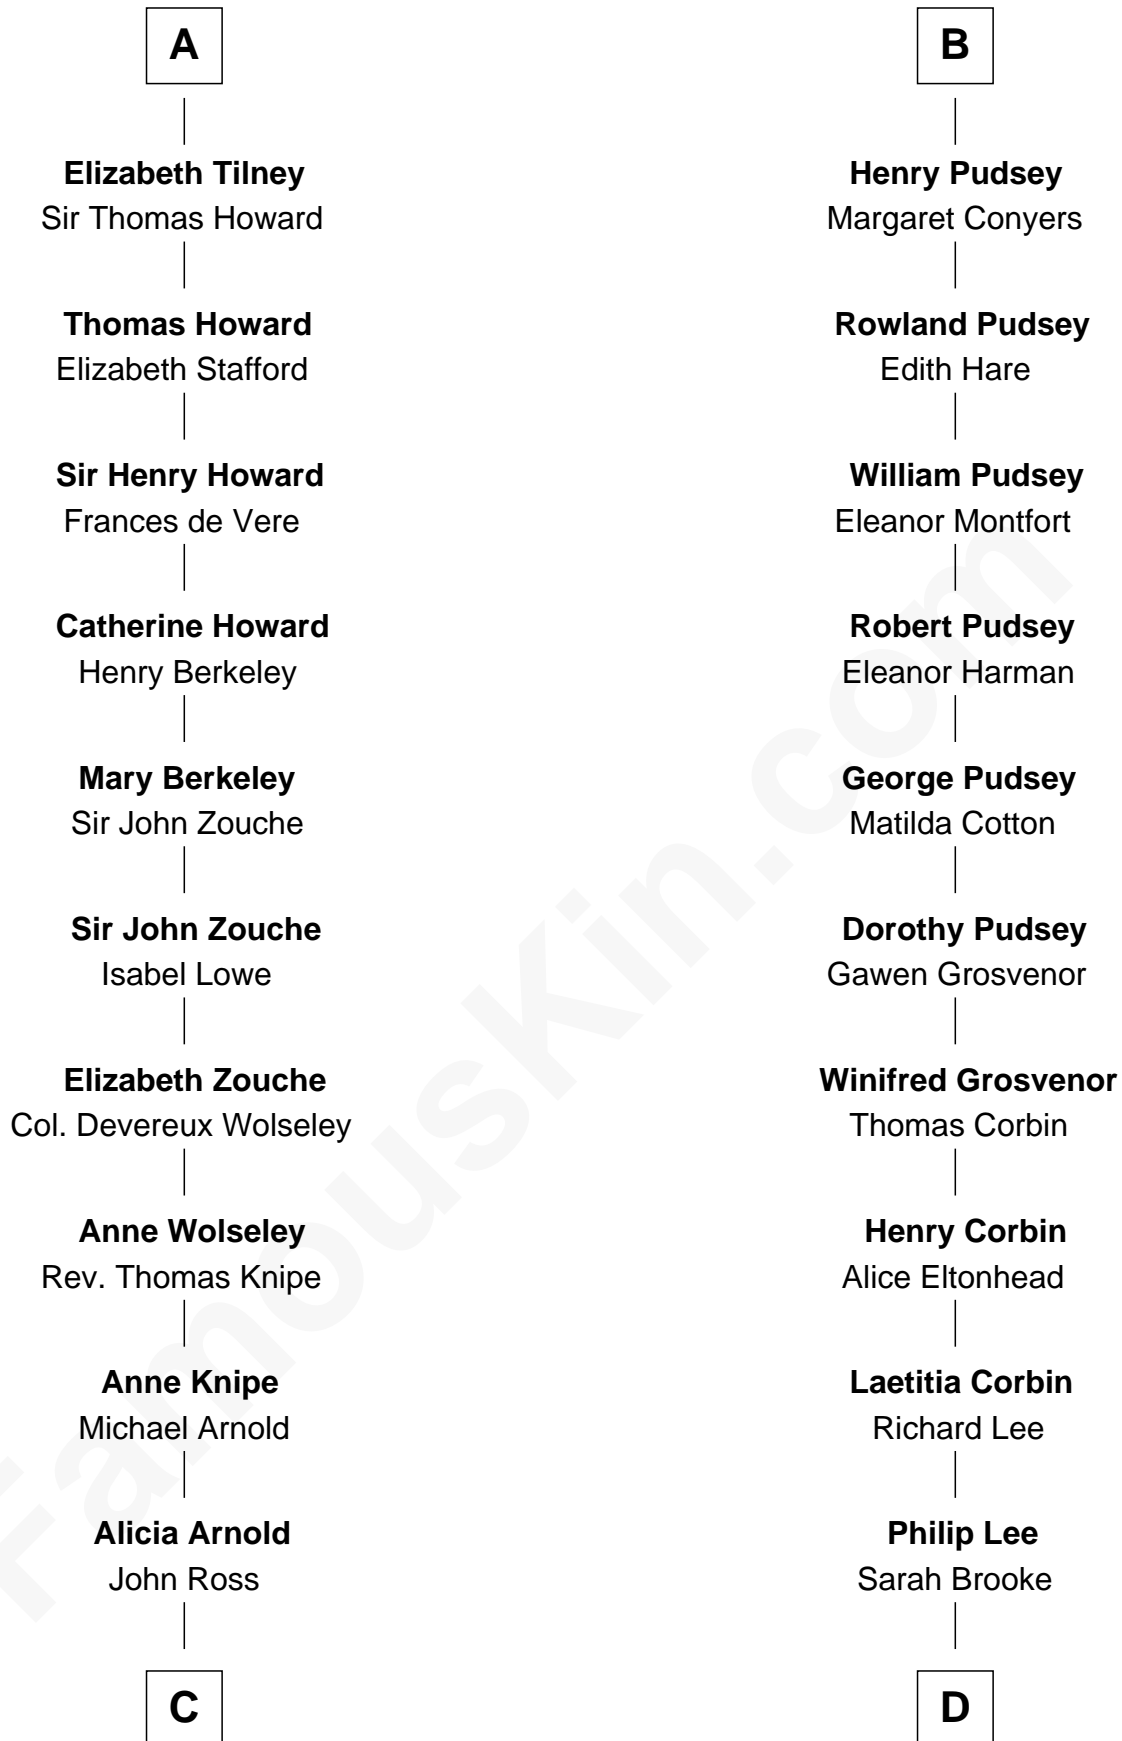 A
Elizabeth Tilney
Sir Thomas Howard
Thomas Howard
Elizabeth Stafford
Sir Henry Howard
Frances de Vere
Catherine Howard
Henry Berkeley
Mary Berkeley
Sir John Zouche
Sir John Zouche
Isabel Lowe
Elizabeth Zouche
Col. Devereux Wolseley
Anne Wolseley
Rev. Thomas Knipe
Anne Knipe
Michael Arnold
Alicia Arnold
John Ross
C
B
Henry Pudsey
Margaret Conyers
Rowland Pudsey
Edith Hare
William Pudsey
Eleanor Montfort
Robert Pudsey
Eleanor Harman
George Pudsey
Matilda Cotton
Dorothy Pudsey
Gawen Grosvenor
Winifred Grosvenor
Thomas Corbin
Henry Corbin
Alice Eltonhead
Laetitia Corbin
Richard Lee
Philip Lee
Sarah Brooke
D
FamousKin.com